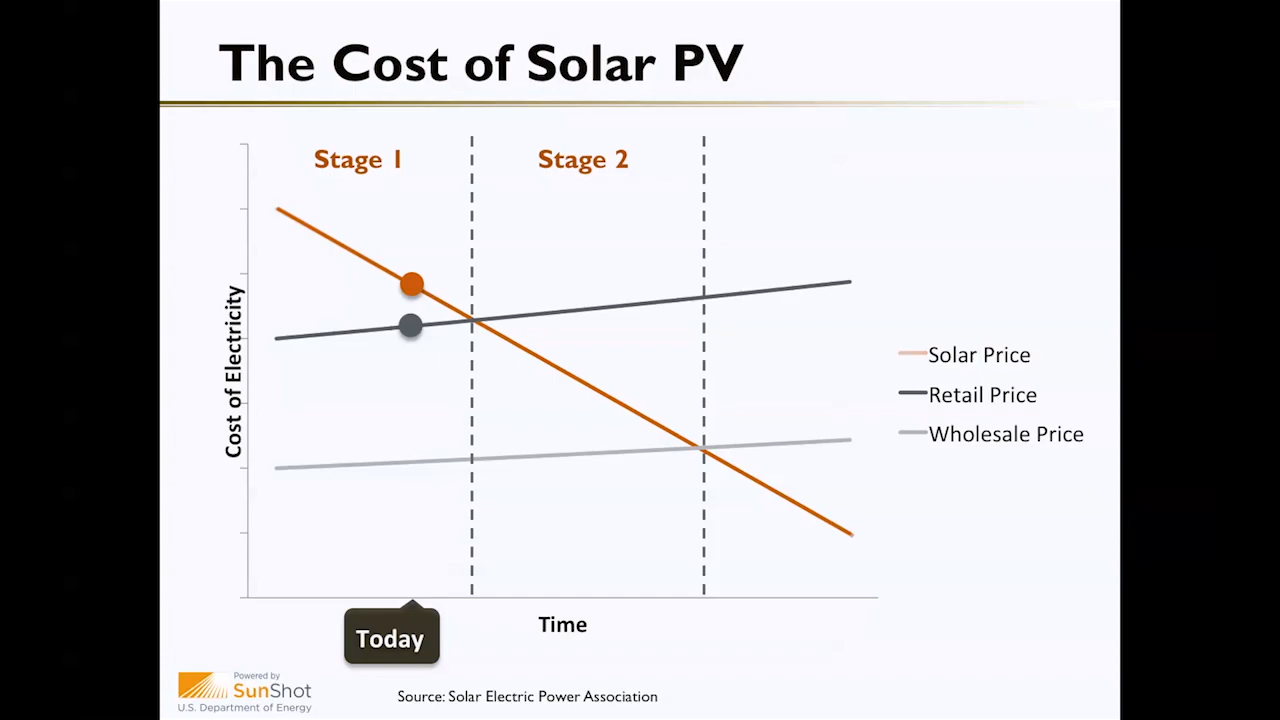 The Cost of Solar PV
Stage 1
Stage 2
Cost of Electricity
Solar Price
Retail Price
Wholesale Price
Today
Time
Powered by
SunShot
U.S. Department of Energy
Source: Solar Electric Power Association